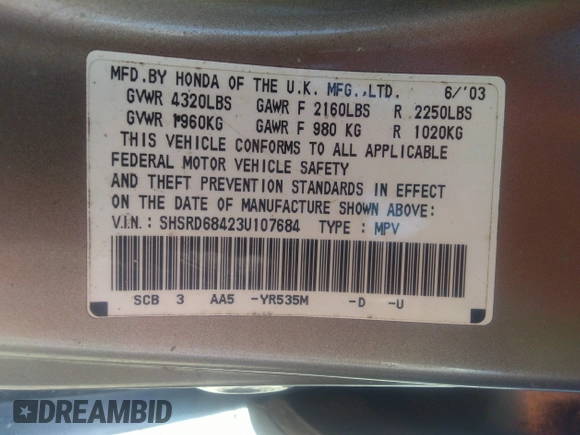 MFD.BY HONDA OF THE U.K. MFG.,LTD. 6/'03
GVWR 4320LBS GAWR F 2160LBS R 2250LBS
GVWR 1960KG GAWR F 980 KG R 1020KG
THIS VEHICLE CONFORMS TO ALL APPLICABLE
FEDERAL MOTOR VEHICLE SAFETY
AND THEFT PREVENTION STANDARDS IN EFFECT
ON THE DATE OF MANUFACTURE SHOWN ABOVE:
V.I.N.: SHSRD68423U107684 TYPE : MPV
SCB 3 AA5 -YR535M -D -U
DREAMBID